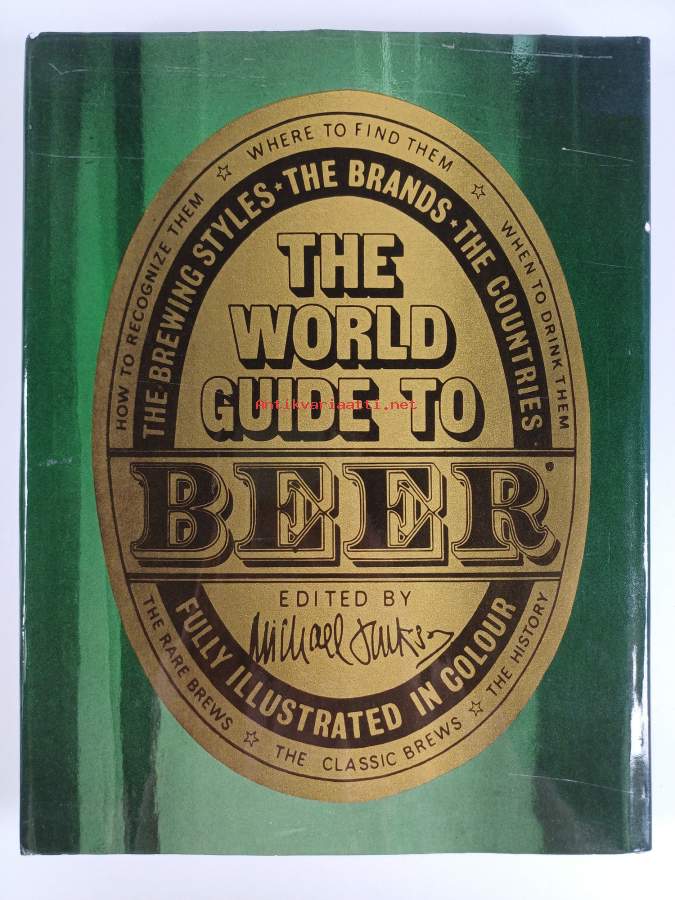 HOW TO RECOGNIZE THEM ☆ WHERE TO FIND THEM ☆ WHEN TO DRINK THEM
THE BREWING STYLES ★ THE BRANDS ★ THE COUNTRIES
THE
WORLD
GUIDE TO
Antikvariaatti.net
BEER®
EDITED BY
Michael Jackson
FULLY ILLUSTRATED IN COLOUR
THE RARE BREWS ☆ THE CLASSIC BREWS ☆ THE HISTORY